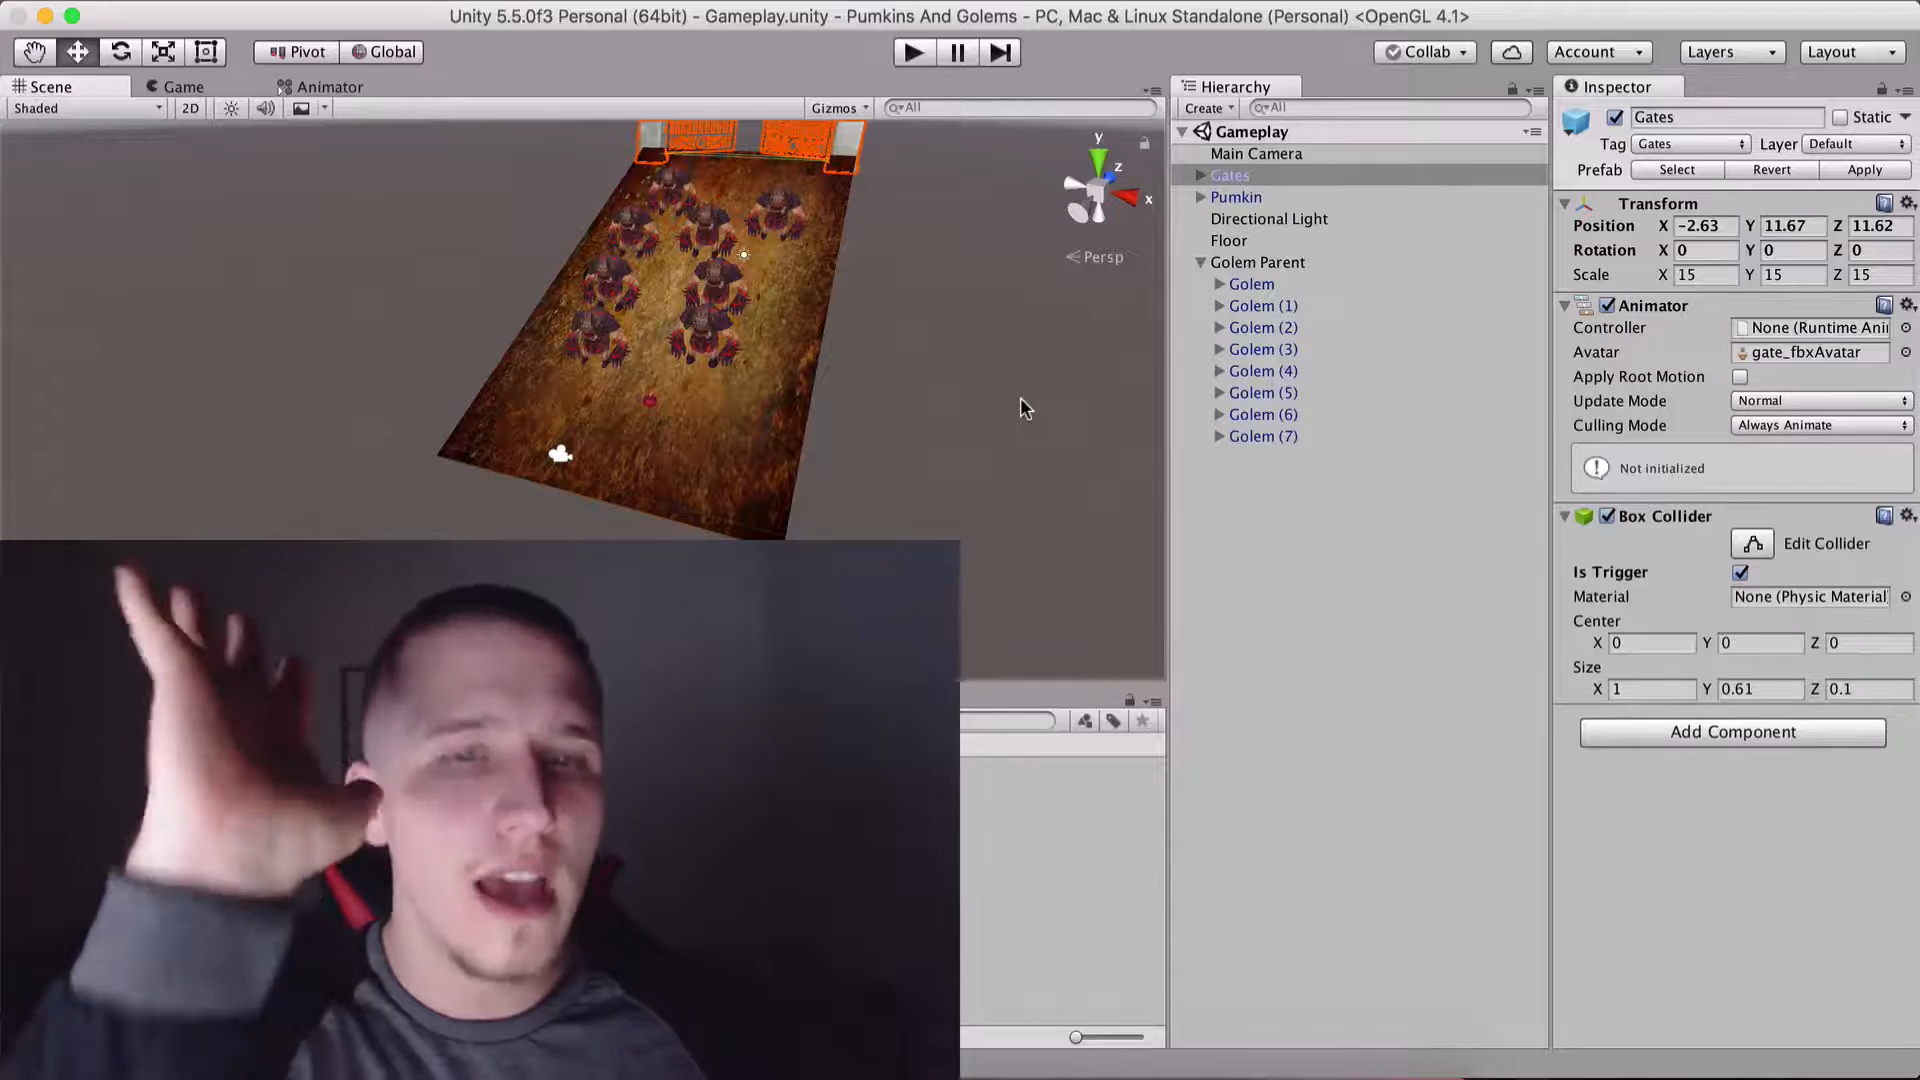 Unity 5.5.0f3 Personal (64bit) - Gameplay.unity - Pumkins And Golems - PC, Mac & Linux Standalone (Personal) <OpenGL 4.1>
Pivot Global
Collab Account Layers Layout
Scene Game Animator
Shaded 2D Gizmos All
y
z
x
Persp
Hierarchy
Create All
Gameplay
Main Camera
Gates
Pumkin
Directional Light
Floor
Golem Parent
Golem
Golem (1)
Golem (2)
Golem (3)
Golem (4)
Golem (5)
Golem (6)
Golem (7)
Inspector
Gates Static
Tag Gates Layer Default
Prefab Select Revert Apply
Transform
Position X -2.63 Y 11.67 Z 11.62
Rotation X 0 Y 0 Z 0
Scale X 15 Y 15 Z 15
Animator
Controller None (Runtime Ani
Avatar gate_fbxAvatar
Apply Root Motion
Update Mode Normal
Culling Mode Always Animate
Not initialized
Box Collider
Edit Collider
Is Trigger
Material None (Physic Material)
Center
X 0 Y 0 Z 0
Size
X 1 Y 0.61 Z 0.1
Add Component